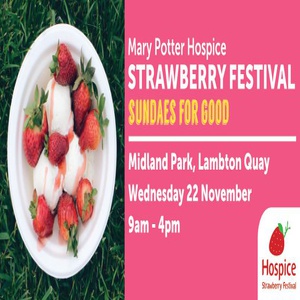 Mary Potter Hospice
STRAWBERRY FESTIVAL
SUNDAES FOR GOOD
Midland Park, Lambton Quay
Wednesday 22 November
9am - 4pm
Hospice
Strawberry Festival